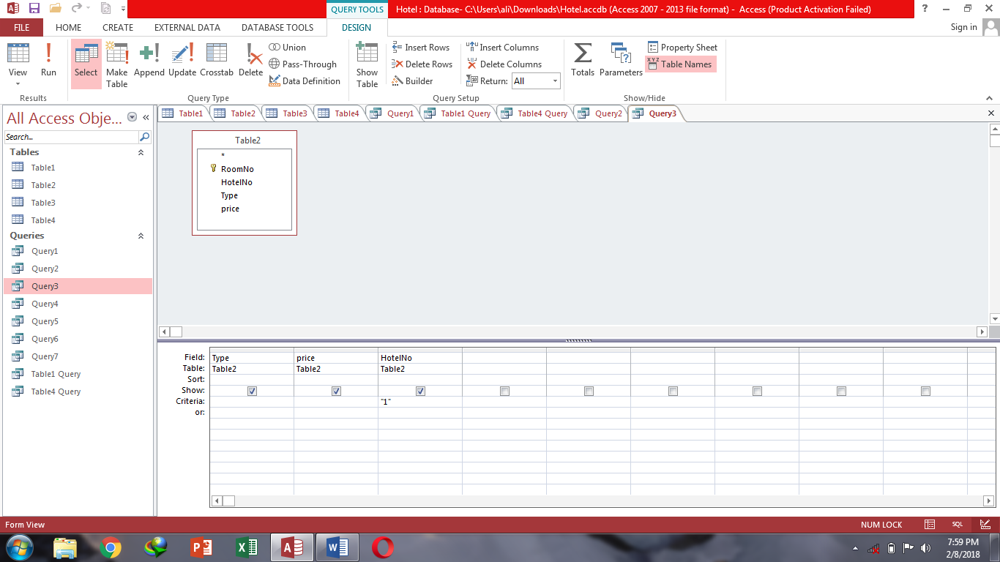 QUERY TOOLS
Hotel : Database- C:\Users\ali\Downloads\Hotel.accdb (Access 2007 - 2013 file format) - Access (Product Activation Failed)
FILE HOME CREATE EXTERNAL DATA DATABASE TOOLS DESIGN Sign in
View
Run
Select
Make Table
Append
Update
Crosstab
Delete
Union
Pass-Through
Data Definition
Show Table
Insert Rows
Delete Rows
Builder
Insert Columns
Delete Columns
Return: All
Totals
Parameters
Property Sheet
XYZ Table Names
Results Query Type Query Setup Show/Hide
Table1 Table2 Table3 Table4 Query1 Table1 Query Table4 Query Query2 Query3
All Access Obje...
Search...
Tables
Table1
Table2
Table3
Table4
Queries
Query1
Query2
Query3
Query4
Query5
Query6
Query7
Table1 Query
Table4 Query
Table2
*
RoomNo
HotelNo
Type
price
Field: Type price HotelNo
Table: Table2 Table2 Table2
Sort:
Show:
Criteria: "1"
or:
Form View NUM LOCK SQL
7:59 PM
2/8/2018